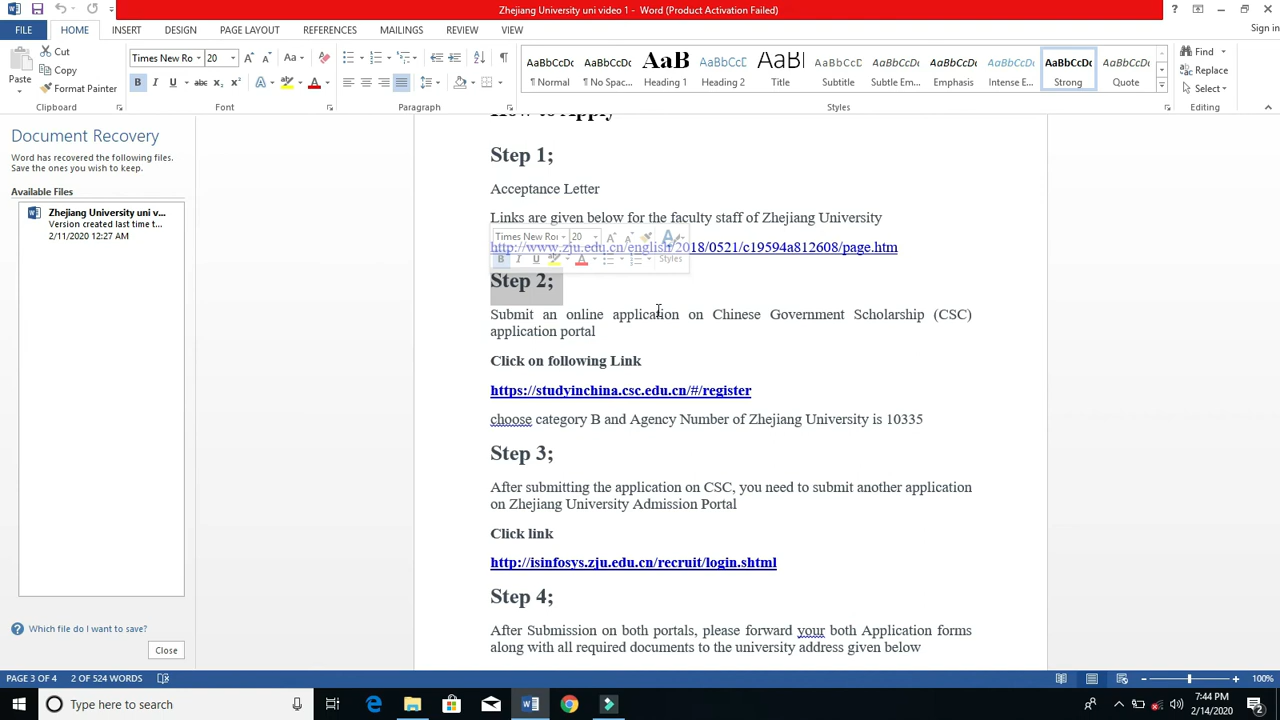 Zhejiang University uni video 1 - Word (Product Activation Failed)
FILE HOME INSERT DESIGN PAGE LAYOUT REFERENCES MAILINGS REVIEW VIEW Sign in
Paste
Cut
Copy
Format Painter
Clipboard
Times New Ro 20
Font
Paragraph
AaBbCcDc AaBbCcDc AaB AaBbCcD AaBI AaBbCcD AaBbCcDc AaBbCcDc AaBbCcDc AaBbCcDc AaBbCcDc
¶ Normal ¶ No Spac... Heading 1 Heading 2 Title Subtitle Subtle Em... Emphasis Intense E... Strong Quote
Styles
Find
Replace
Select
Editing
Document Recovery
Word has recovered the following files.
Save the ones you wish to keep.
Available Files
Zhejiang University uni v...
Version created last time t...
2/11/2020 12:27 AM
Which file do I want to save?
Close
How to Apply
Step 1;
Acceptance Letter
Links are given below for the faculty staff of Zhejiang University
Times New Roi 20
http://www.zju.edu.cn/english/2018/0521/c19594a812608/page.htm
Styles
Step 2;
Submit an online application on Chinese Government Scholarship (CSC)
application portal
Click on following Link
https://studyinchina.csc.edu.cn/#/register
choose category B and Agency Number of Zhejiang University is 10335
Step 3;
After submitting the application on CSC, you need to submit another application
on Zhejiang University Admission Portal
Click link
http://isinfosys.zju.edu.cn/recruit/login.shtml
Step 4;
After Submission on both portals, please forward your both Application forms
along with all required documents to the university address given below
PAGE 3 OF 4 2 OF 524 WORDS 100%
Type here to search
7:44 PM
2/14/2020
2